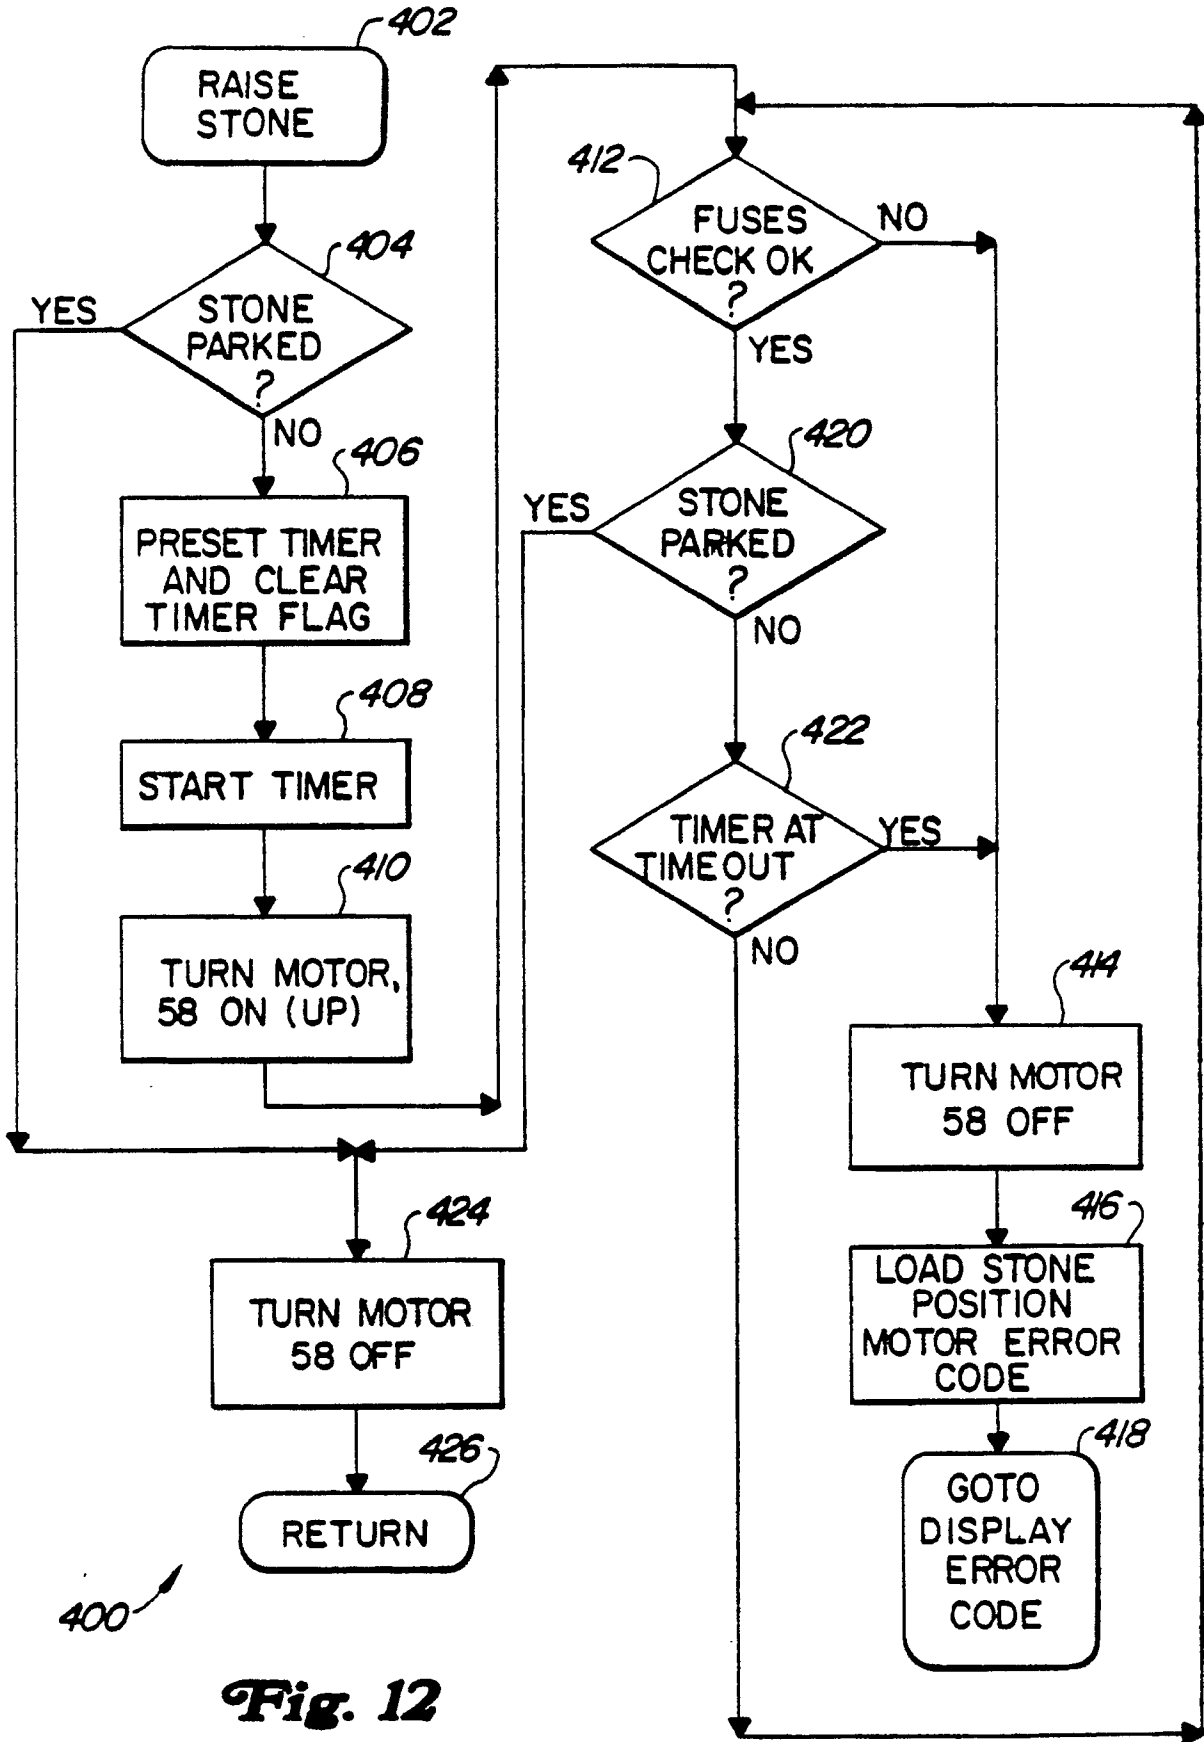 402
RAISE
STONE
404
YES
STONE
PARKED
?
NO
406
PRESET TIMER
AND CLEAR
TIMER FLAG
408
START TIMER
410
TURN MOTOR,
58 ON (UP)
412
FUSES
CHECK OK
?
NO
YES
420
YES
STONE
PARKED
?
NO
422
TIMER AT
TIMEOUT
?
YES
NO
414
TURN MOTOR
58 OFF
416
LOAD STONE
POSITION
MOTOR ERROR
CODE
418
GOTO
DISPLAY
ERROR
CODE
424
TURN MOTOR
58 OFF
426
RETURN
400
Fig. 12